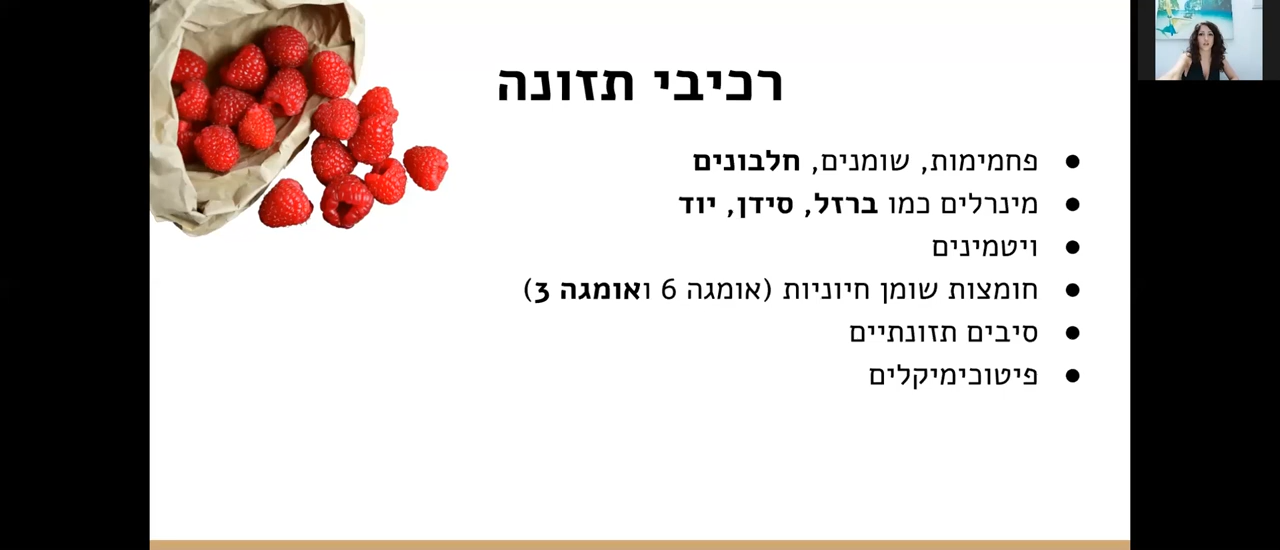 רכיבי תזונה
● פחמימות, שומנים, חלבונים
● מינרלים כמו ברזל, סידן, יוד
● ויטמינים
● חומצות שומן חיוניות (אומגה 6 ואומגה 3)
● סיבים תזונתיים
● פיטוכימיקלים